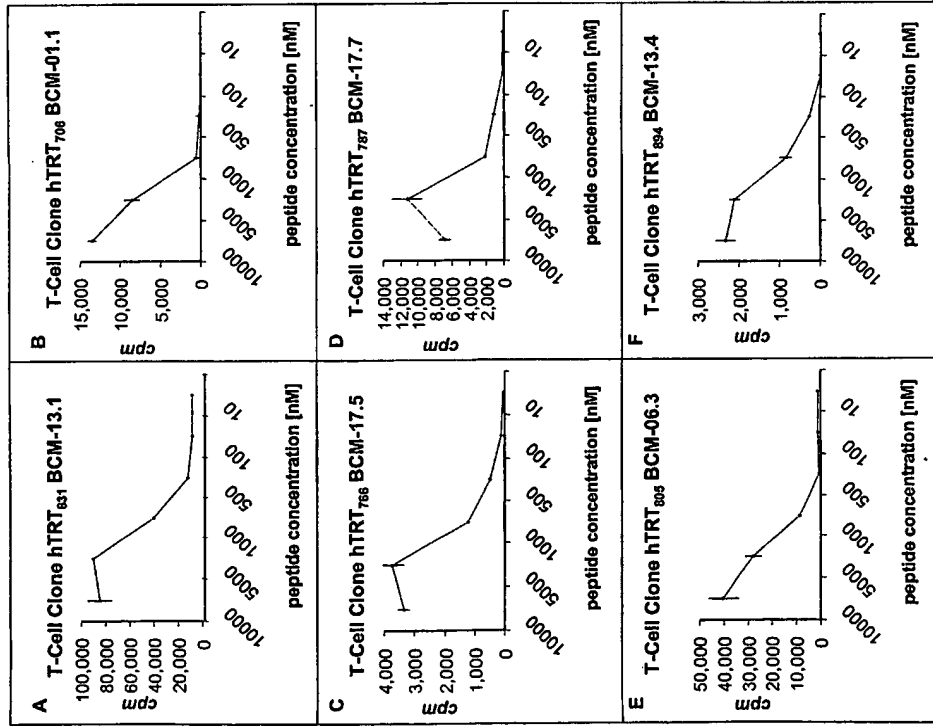 A
T-Cell Clone hTRT831 BCM-13.1
cpm
100,000
80,000
60,000
40,000
20,000
0
10000
5000
1000
500
100
10
peptide concentration [nM]
B
T-Cell Clone hTRT706 BCM-01.1
cpm
15,000
10,000
5,000
0
10000
5000
1000
500
100
10
peptide concentration [nM]
C
T-Cell Clone hTRT766 BCM-17.5
cpm
4,000
3,000
2,000
1,000
0
10000
5000
1000
500
100
10
peptide concentration [nM]
D
T-Cell Clone hTRT787 BCM-17.7
cpm
14,000
12,000
10,000
8,000
6,000
4,000
2,000
0
10000
5000
1000
500
100
10
peptide concentration [nM]
E
T-Cell Clone hTRT805 BCM-06.3
cpm
50,000
40,000
30,000
20,000
10,000
0
10000
5000
1000
500
100
10
peptide concentration [nM]
F
T-Cell Clone hTRT894 BCM-13.4
cpm
3,000
2,000
1,000
0
10000
5000
1000
500
100
10
peptide concentration [nM]